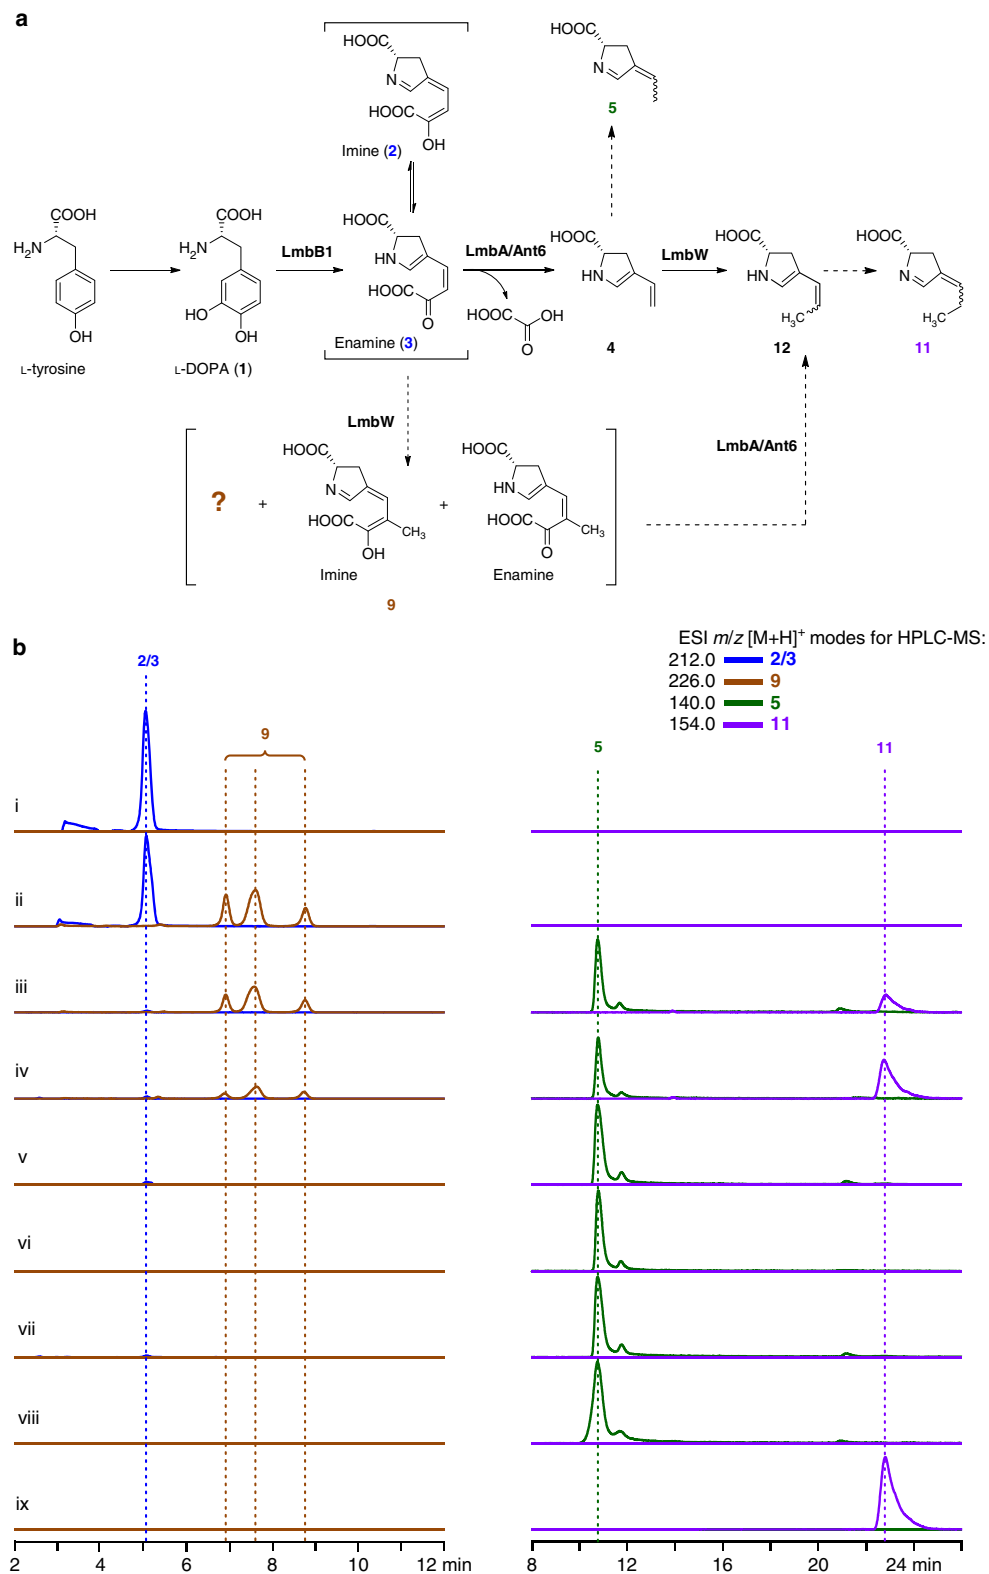 a
HOOC
N
HOOC
OH
Imine (2)
HOOC
N
5
COOH
H2N
OH
L-tyrosine
COOH
H2N
HO
OH
L-DOPA (1)
LmbB1
HOOC
HN
HOOC
O
Enamine (3)
LmbA/Ant6
HOOC
OH
O
HOOC
HN
4
LmbW
HOOC
HN
H3C
12
HOOC
N
H3C
11
LmbW
LmbA/Ant6
?
+
HOOC
N
HOOC
CH3
OH
Imine
+
HOOC
HN
HOOC
CH3
O
Enamine
9
b
ESI m/z [M+H]+ modes for HPLC-MS:
212.0 2/3
226.0 9
140.0 5
154.0 11
2/3
9
5
11
i
ii
iii
iv
v
vi
vii
viii
ix
2 4 6 8 10 12 min
8 12 16 20 24 min